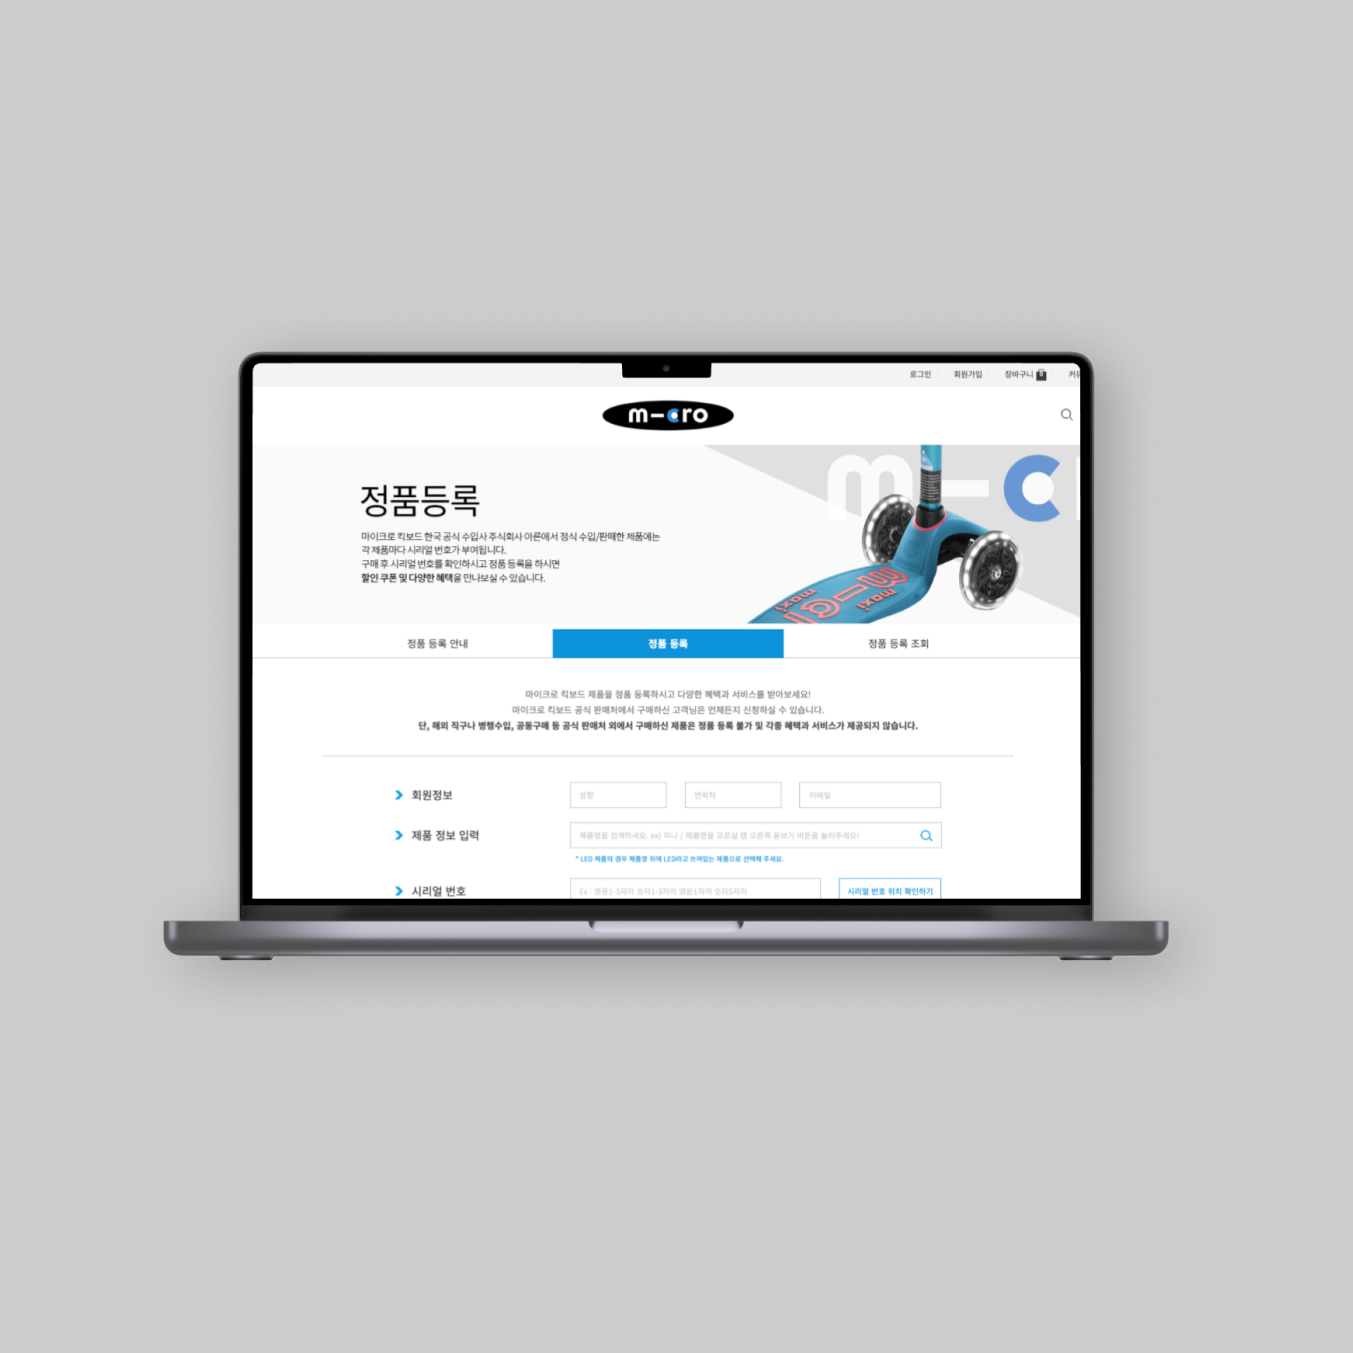 로그인 회원가입 장바구니 0 커뮤
m-cro
m-c
정품등록
마이크로 킥보드 한국 공식 수입사 주식회사 아른에서 정식 수입/판매한 제품에는
각 제품마다 시리얼 번호가 부여됩니다.
구매 후 시리얼 번호를 확인하시고 정품 등록을 하시면
할인 쿠폰 및 다양한 혜택을 만나보실 수 있습니다.
maxi
maxi
정품 등록 안내 정품 등록 정품 등록 조회
마이크로 킥보드 제품을 정품 등록하시고 다양한 혜택과 서비스를 받아보세요!
마이크로 킥보드 공식 판매처에서 구매하신 고객님은 언제든지 신청하실 수 있습니다.
단, 해외 직구나 병행수입, 공동구매 등 공식 판매처 외에서 구매하신 제품은 정품 등록 불가 및 각종 혜택과 서비스가 제공되지 않습니다.
회원정보 성함 연락처 이메일
제품 정보 입력 제품명을 검색하세요. ex) 미니 / 제품명을 모르실 땐 오른쪽 돋보기 버튼을 눌러주세요!
* LED 제품의 경우 제품명 뒤에 LED라고 쓰여있는 제품으로 선택해 주세요.
시리얼 번호 Ex : 영문1-3자리 숫자1-3자리 영문1자리 숫자5자리 시리얼 번호 위치 확인하기